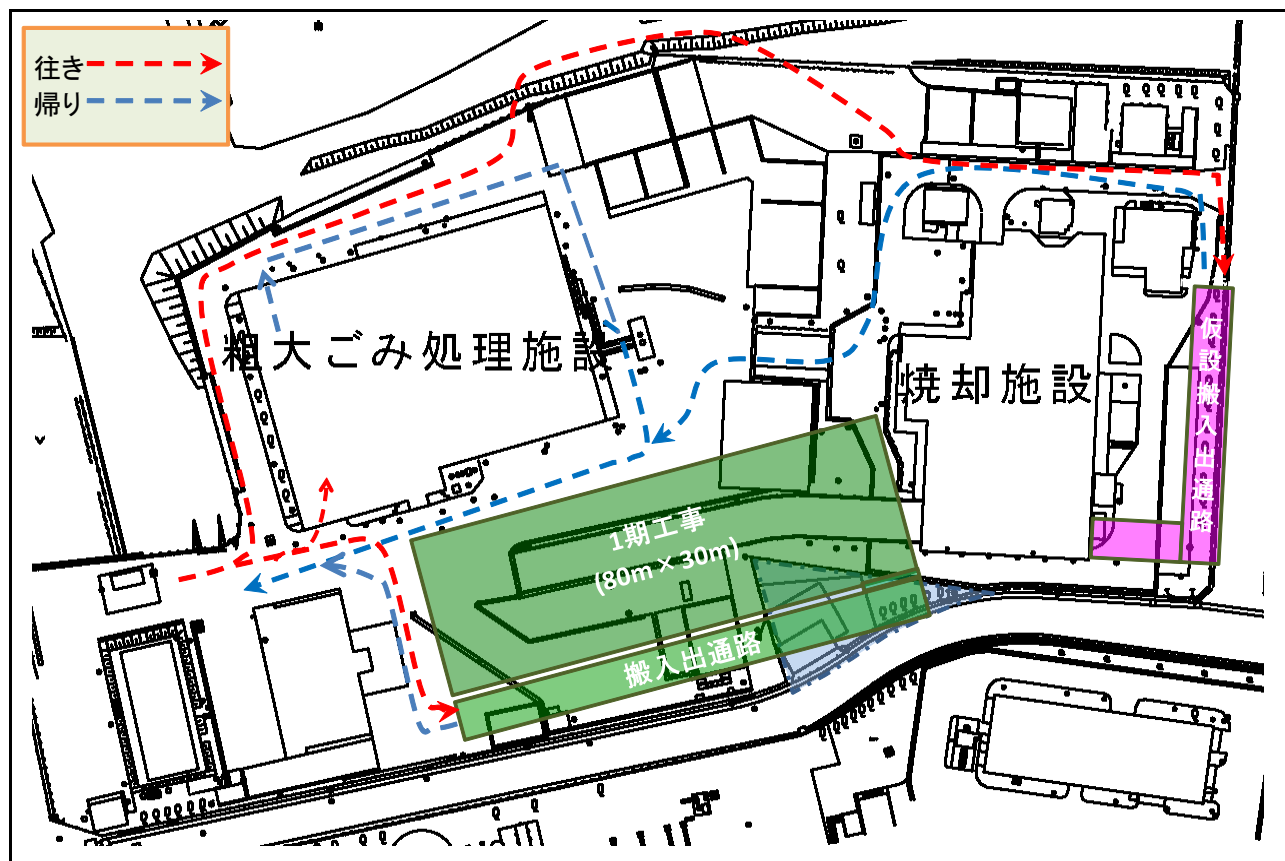 往き
帰り
粗大ごみ処理施設
焼却施設
仮設搬入出通路
1期工事
(80m × 30m)
搬入出通路